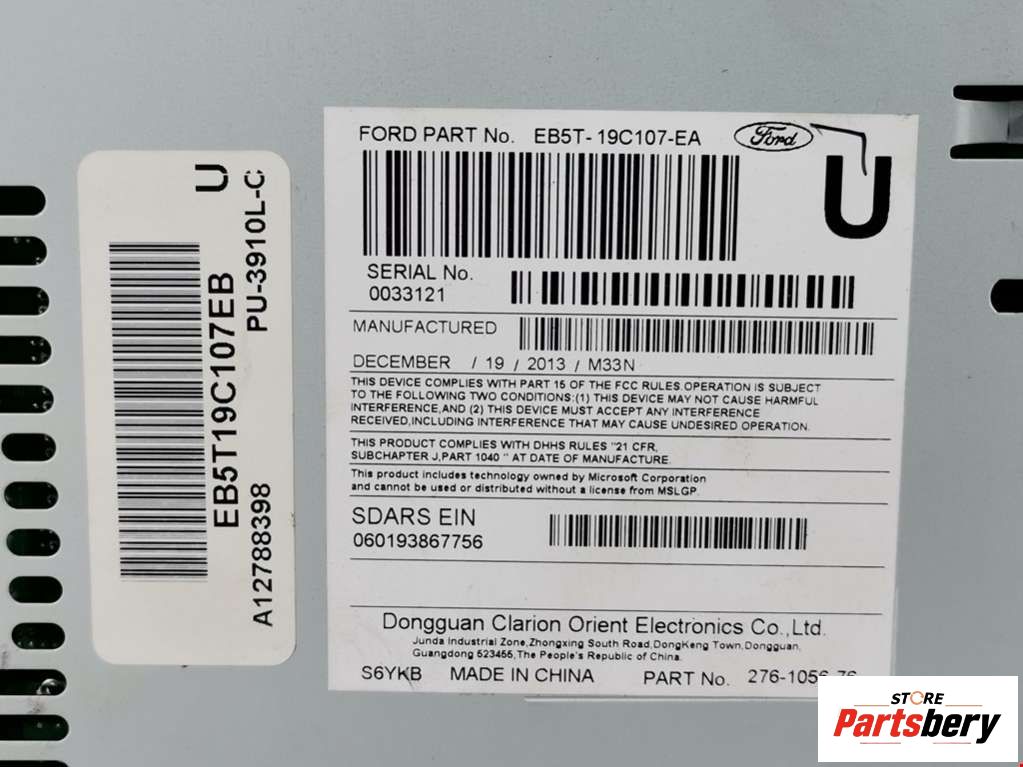 U
PU-3910L-C
EB5T19C107EB
A12788398
FORD PART No. EB5T-19C107-EA Ford
U
SERIAL No.
0033121
MANUFACTURED
DECEMBER / 19 / 2013 / M33N
THIS DEVICE COMPLIES WITH PART 15 OF THE FCC RULES.OPERATION IS SUBJECT
TO THE FOLLOWING TWO CONDITIONS:(1) THIS DEVICE MAY NOT CAUSE HARMFUL
INTERFERENCE,AND (2) THIS DEVICE MUST ACCEPT ANY INTERFERENCE
RECEIVED,INCLUDING INTERFERENCE THAT MAY CAUSE UNDESIRED OPERATION.
THIS PRODUCT COMPLIES WITH DHHS RULES "21 CFR,
SUBCHAPTER J,PART 1040 " AT DATE OF MANUFACTURE.
This product includes technology owned by Microsoft Corporation
and cannot be used or distributed without a license from MSLGP.
SDARS EIN
060193867756
Dongguan Clarion Orient Electronics Co.,Ltd.
Junda Industrial Zone,Zhongxing South Road,DongKeng Town,Dongguan,
Guangdong 523455,The People's Republic of China.
S6YKB MADE IN CHINA PART No. 276-1056-76
STORE
Partsbery